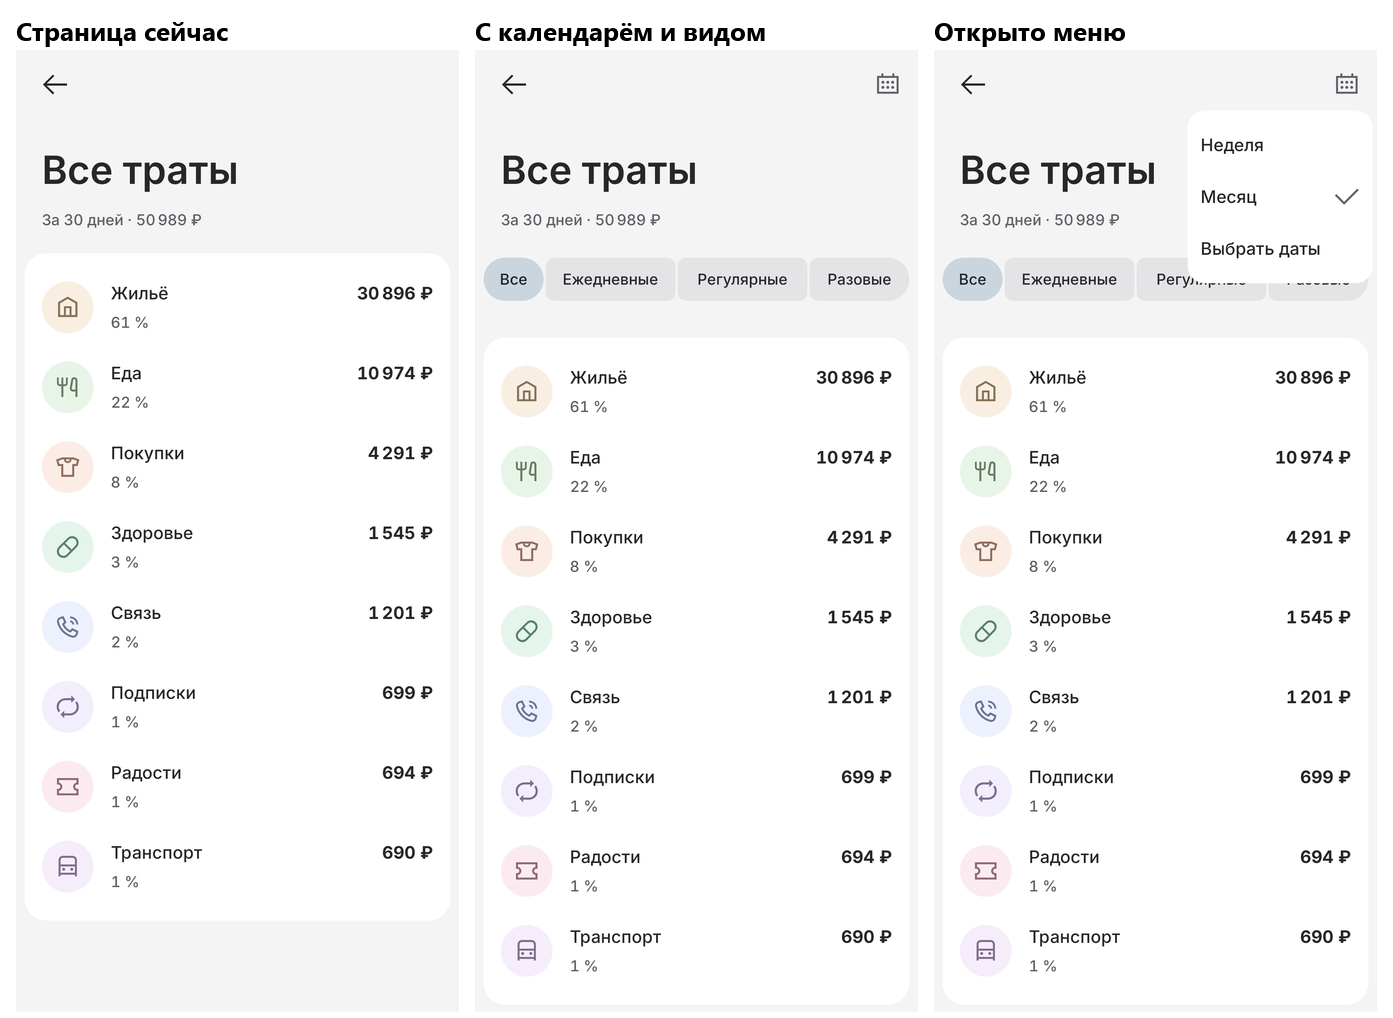 Страница сейчас
Все траты
За 30 дней · 50 989 ₽
Жильё 30 896 ₽
61 %
Еда 10 974 ₽
22 %
Покупки 4 291 ₽
8 %
Здоровье 1 545 ₽
3 %
Связь 1 201 ₽
2 %
Подписки 699 ₽
1 %
Радости 694 ₽
1 %
Транспорт 690 ₽
1 %
С календарём и видом
Все траты
За 30 дней · 50 989 ₽
Все Ежедневные Регулярные Разовые
Жильё 30 896 ₽
61 %
Еда 10 974 ₽
22 %
Покупки 4 291 ₽
8 %
Здоровье 1 545 ₽
3 %
Связь 1 201 ₽
2 %
Подписки 699 ₽
1 %
Радости 694 ₽
1 %
Транспорт 690 ₽
1 %
Открыто меню
Неделя
Месяц
Выбрать даты
Все траты
За 30 дней · 50 989 ₽
Все Ежедневные Регулярные Разовые
Жильё 30 896 ₽
61 %
Еда 10 974 ₽
22 %
Покупки 4 291 ₽
8 %
Здоровье 1 545 ₽
3 %
Связь 1 201 ₽
2 %
Подписки 699 ₽
1 %
Радости 694 ₽
1 %
Транспорт 690 ₽
1 %